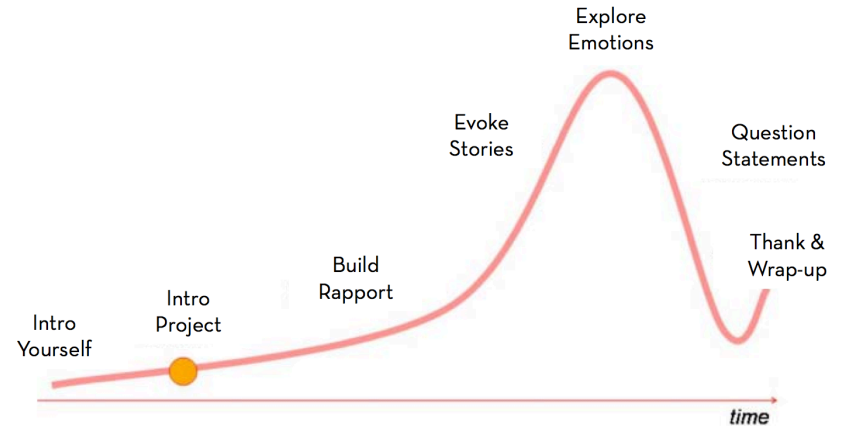 Intro
Yourself
Intro
Project
Build
Rapport
Evoke
Stories
Explore
Emotions
Question
Statements
Thank &
Wrap-up
time